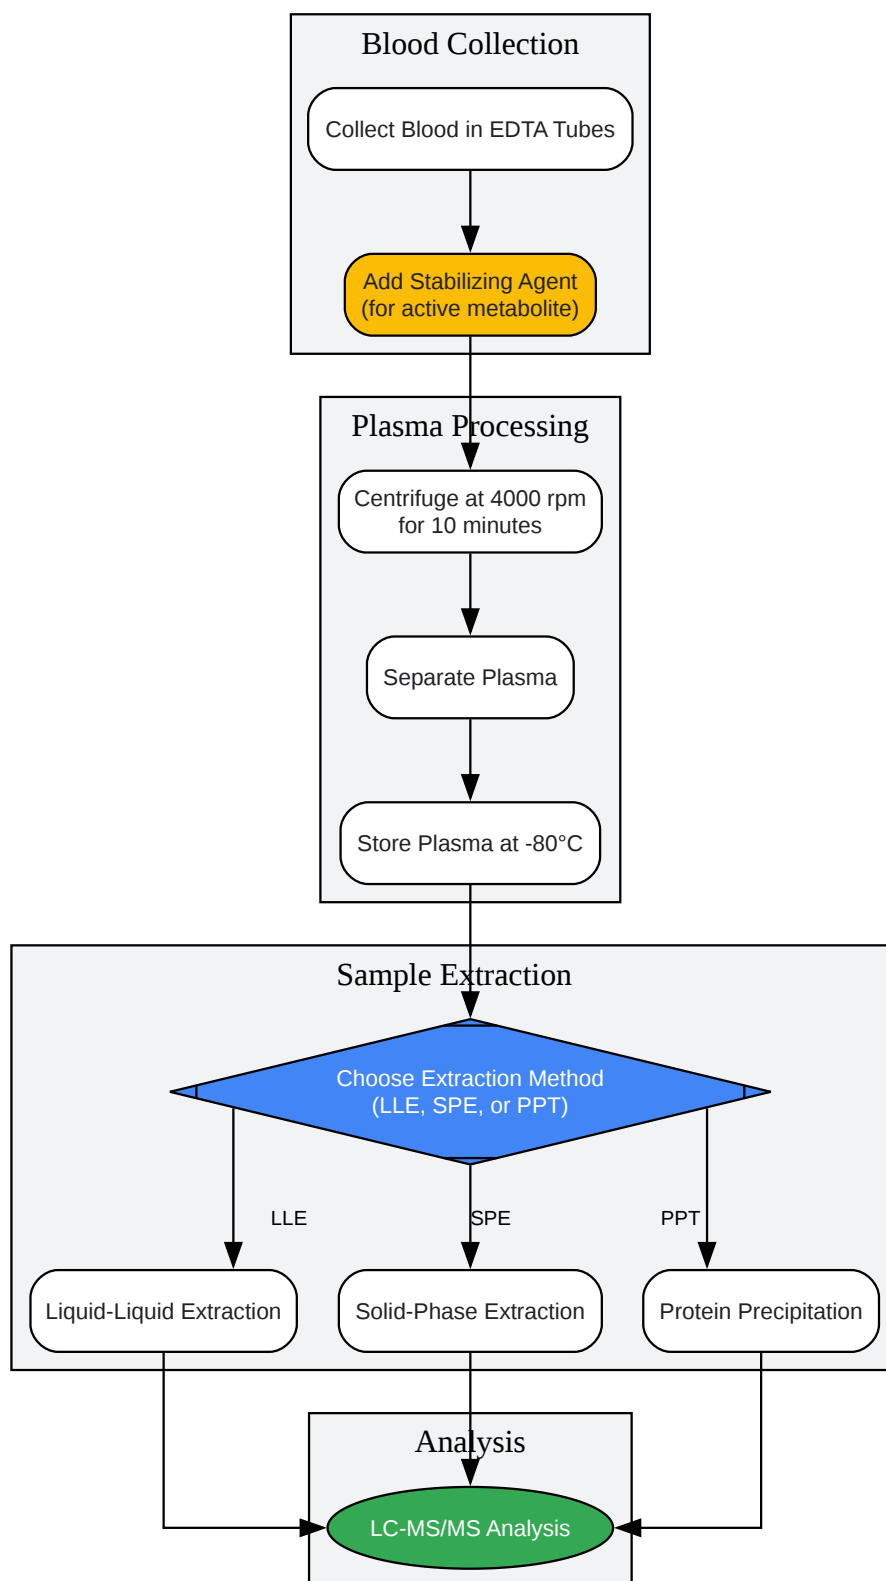 Blood Collection
Collect Blood in EDTA Tubes
Add Stabilizing Agent
(for active metabolite)
Plasma Processing
Centrifuge at 4000 rpm
for 10 minutes
Separate Plasma
Store Plasma at -80°C
Sample Extraction
Choose Extraction Method
(LLE, SPE, or PPT)
LLE
SPE
PPT
Liquid-Liquid Extraction
Solid-Phase Extraction
Protein Precipitation
Analysis
LC-MS/MS Analysis